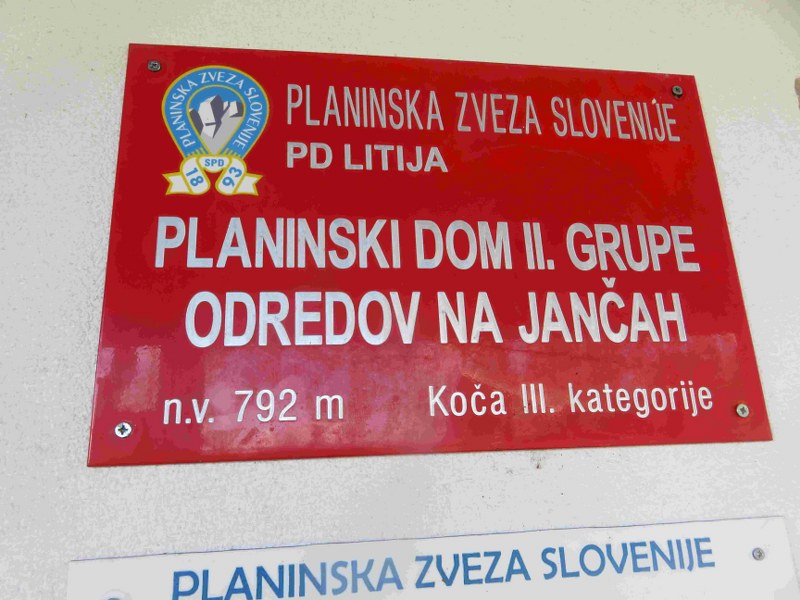 PLANINSKA ZVEZA SLOVENIJE
SPD
18 93
PLANINSKA ZVEZA SLOVENIJE
PD LITIJA
PLANINSKI DOM II. GRUPE
ODREDOV NA JANČAH
n.v. 792 m Koča III. kategorije
PLANINSKA ZVEZA SLOVENIJE